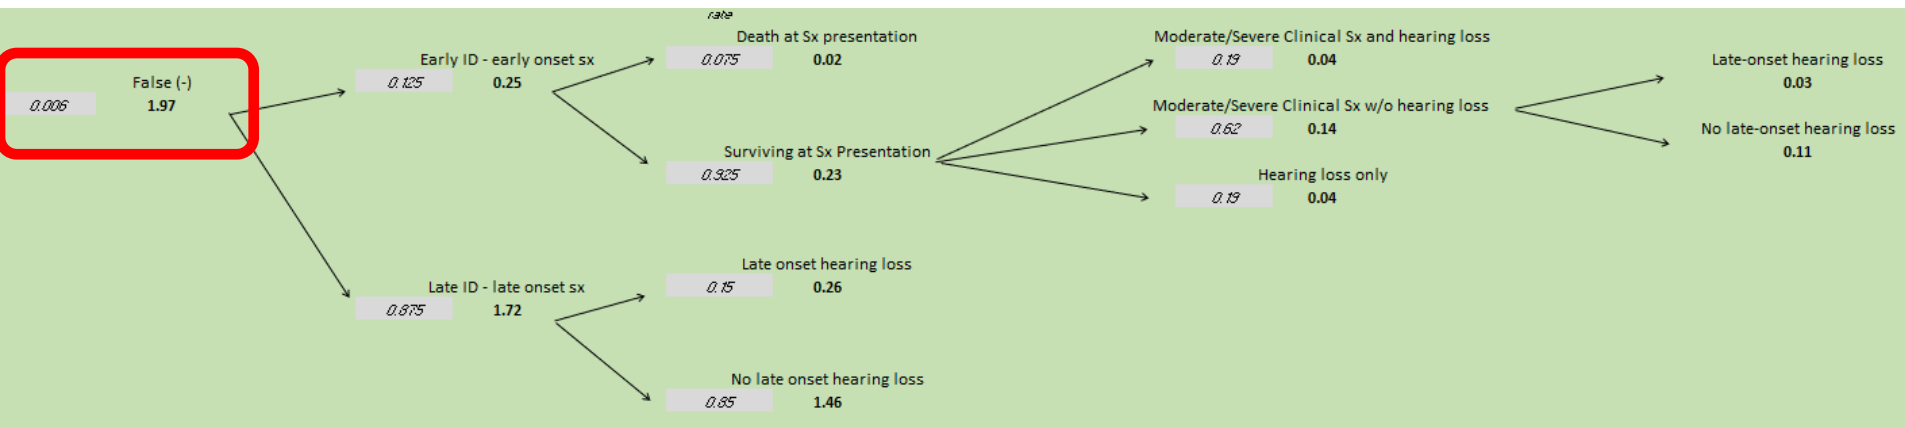 rate
Death at Sx presentation
0.075 0.02
Moderate/Severe Clinical Sx and hearing loss
0.19 0.04
Early ID - early onset sx
0.125 0.25
Late-onset hearing loss
0.03
False (-)
0.006 1.97
Moderate/Severe Clinical Sx w/o hearing loss
0.62 0.14
No late-onset hearing loss
0.11
Surviving at Sx Presentation
0.925 0.23
Hearing loss only
0.19 0.04
Late onset hearing loss
0.15 0.26
Late ID - late onset sx
0.875 1.72
No late onset hearing loss
0.85 1.46